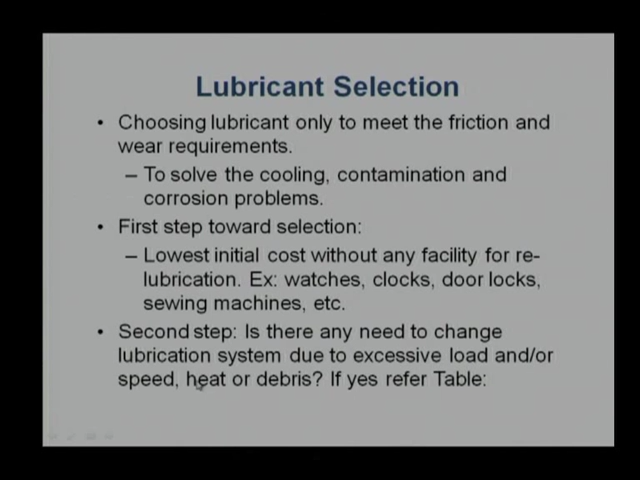 Lubricant Selection
• Choosing lubricant only to meet the friction and
wear requirements.
– To solve the cooling, contamination and
corrosion problems.
• First step toward selection:
– Lowest initial cost without any facility for re-
lubrication. Ex: watches, clocks, door locks,
sewing machines, etc.
• Second step: Is there any need to change
lubrication system due to excessive load and/or
speed, heat or debris? If yes refer Table: